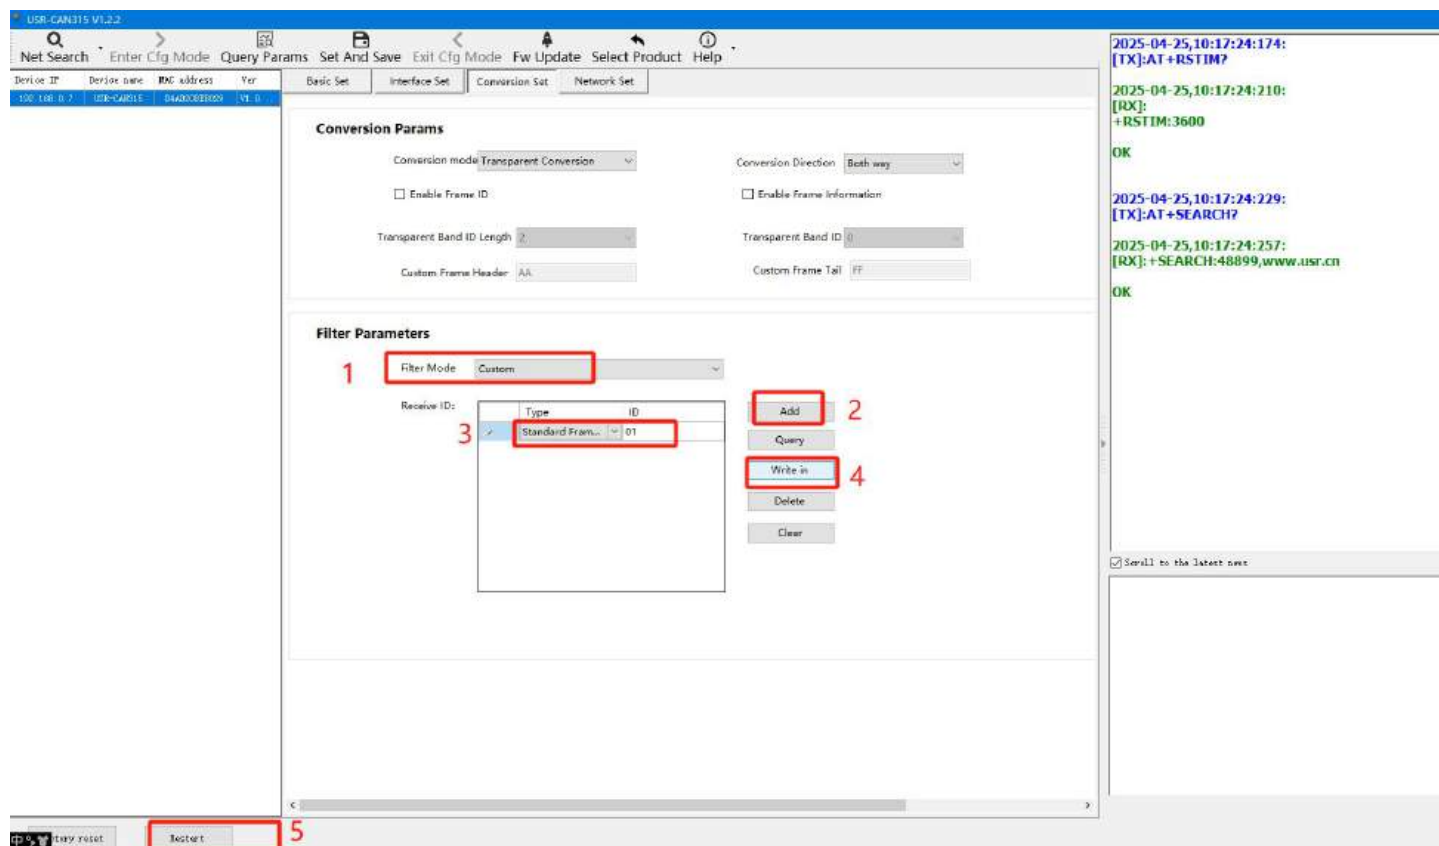 USR-CAN315 V1.2.2
Net Search Enter Cfg Mode Query Params Set And Save Exit Cfg Mode Fw Update Select Product Help
Device IP Device name MAC address Ver
USR-CAN315
Basic Set Interface Set Conversion Set Network Set
Conversion Params
Conversion mode Transparent Conversion Conversion Direction Both way
Enable Frame ID Enable Frame Information
Transparent Band ID Length 2 Transparent Band ID 0
Custom Frame Header AA Custom Frame Tail FF
Filter Parameters
1 Filter Mode Custom
Receive ID: Type ID Add 2
3 Standard Fram... 01 Query
Write in 4
Delete
Clear
2025-04-25,10:17:24:174:
[TX]:AT+RSTIM?
2025-04-25,10:17:24:210:
[RX]:
+RSTIM:3600
OK
2025-04-25,10:17:24:229:
[TX]:AT+SEARCH?
2025-04-25,10:17:24:257:
[RX]:+SEARCH:48899,www.usr.cn
OK
Scroll to the latest news
中 reset Restart 5